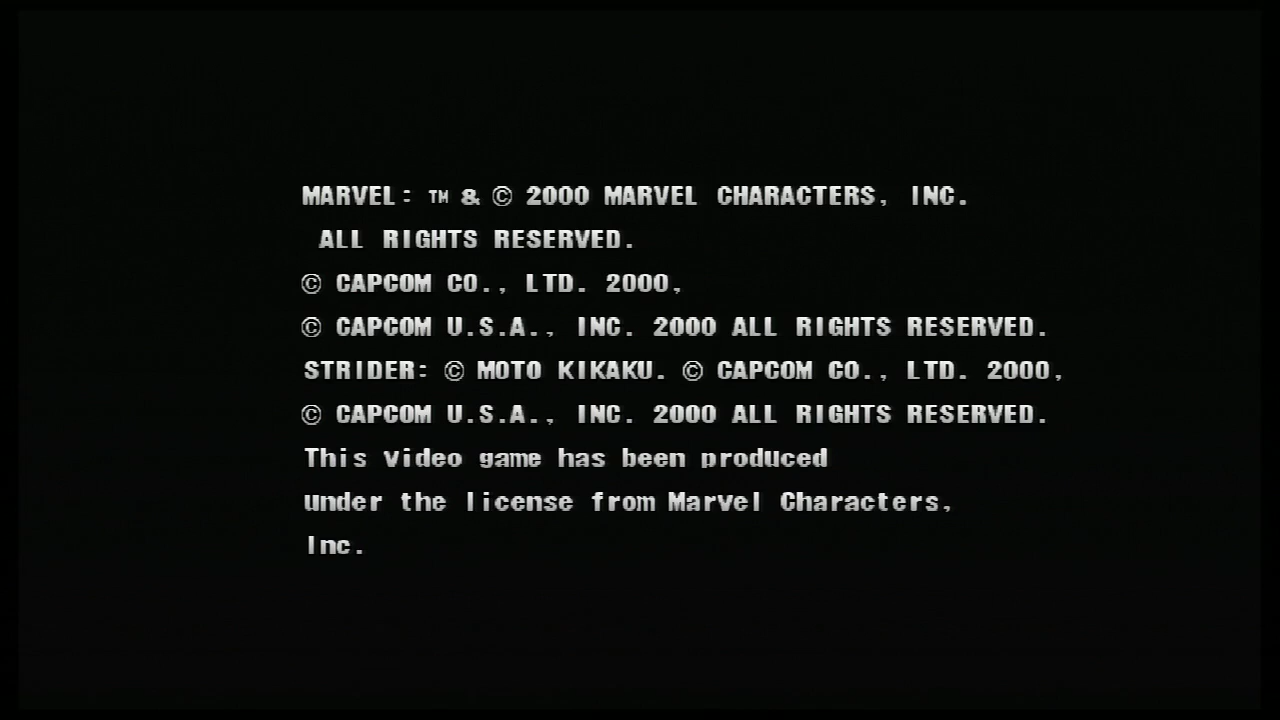 MARVEL: ™ & © 2000 MARVEL CHARACTERS, INC.
ALL RIGHTS RESERVED.
© CAPCOM CO., LTD. 2000,
© CAPCOM U.S.A., INC. 2000 ALL RIGHTS RESERVED.
STRIDER: © MOTO KIKAKU. © CAPCOM CO., LTD. 2000,
© CAPCOM U.S.A., INC. 2000 ALL RIGHTS RESERVED.
This video game has been produced
under the license from Marvel Characters,
Inc.